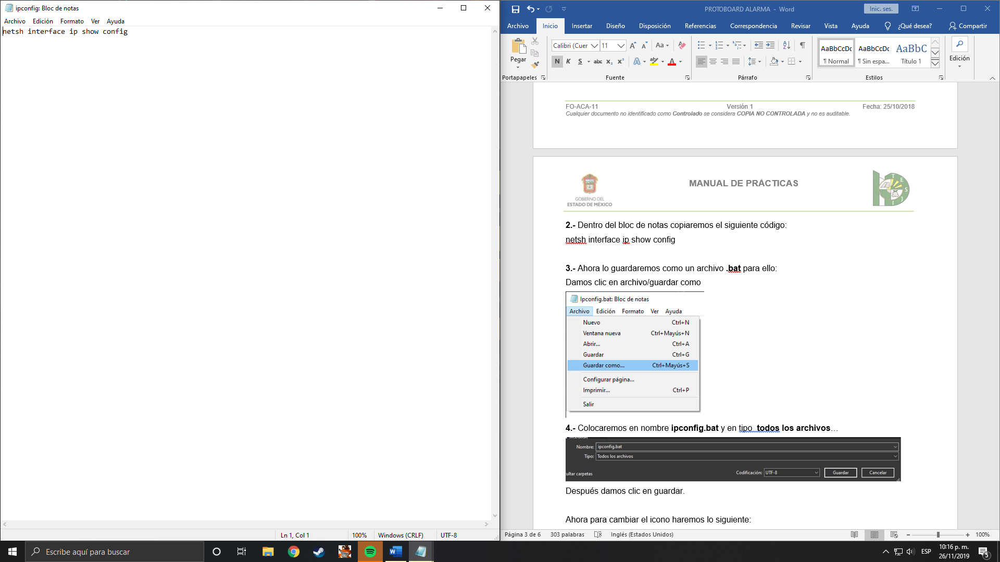 ipconfig: Bloc de notas
Archivo Edición Formato Ver Ayuda
netsh interface ip show config
Ln 1, Col 1 100% Windows (CRLF) UTF-8
PROTOBOARD ALARMA - Word
Inic. ses.
Archivo Inicio Insertar Diseño Disposición Referencias Correspondencia Revisar Vista Ayuda ¿Qué desea? Compartir
Pegar
Calibri (Cuer 11
Aa
N K S abc x₂ x² A ab A
AaBbCcDc AaBbCcDc AaBbC
¶ Normal ¶ Sin espa... Título 1
Edición
Portapapeles Fuente Párrafo Estilos
FO-ACA-11 Versión 1 Fecha: 25/10/2018
Cualquier documento no identificado como Controlado se considera COPIA NO CONTROLADA y no es auditable.
GOBIERNO DEL
ESTADO DE MÉXICO
MANUAL DE PRÁCTICAS
T E S J I
2.- Dentro del bloc de notas copiaremos el siguiente código:
netsh interface ip show config
3.- Ahora lo guardaremos como un archivo .bat para ello:
Damos clic en archivo/guardar como
Ipconfig.bat: Bloc de notas
Archivo Edición Formato Ver Ayuda
Nuevo Ctrl+N
Ventana nueva Ctrl+Mayús+N
Abrir... Ctrl+A
Guardar Ctrl+G
Guardar como... Ctrl+Mayús+S
Configurar página...
Imprimir... Ctrl+P
Salir
4.- Colocaremos en nombre ipconfig.bat y en tipo  todos los archivos…
Nombre: ipconfig.bat
Tipo: Todos los archivos
ultar carpetas Codificación: UTF-8 Guardar Cancelar
Después damos clic en guardar.
Ahora para cambiar el icono haremos lo siguiente:
Página 3 de 6 303 palabras Inglés (Estados Unidos) 100%
Escribe aquí para buscar
ESP
10:16 p. m.
26/11/2019
5